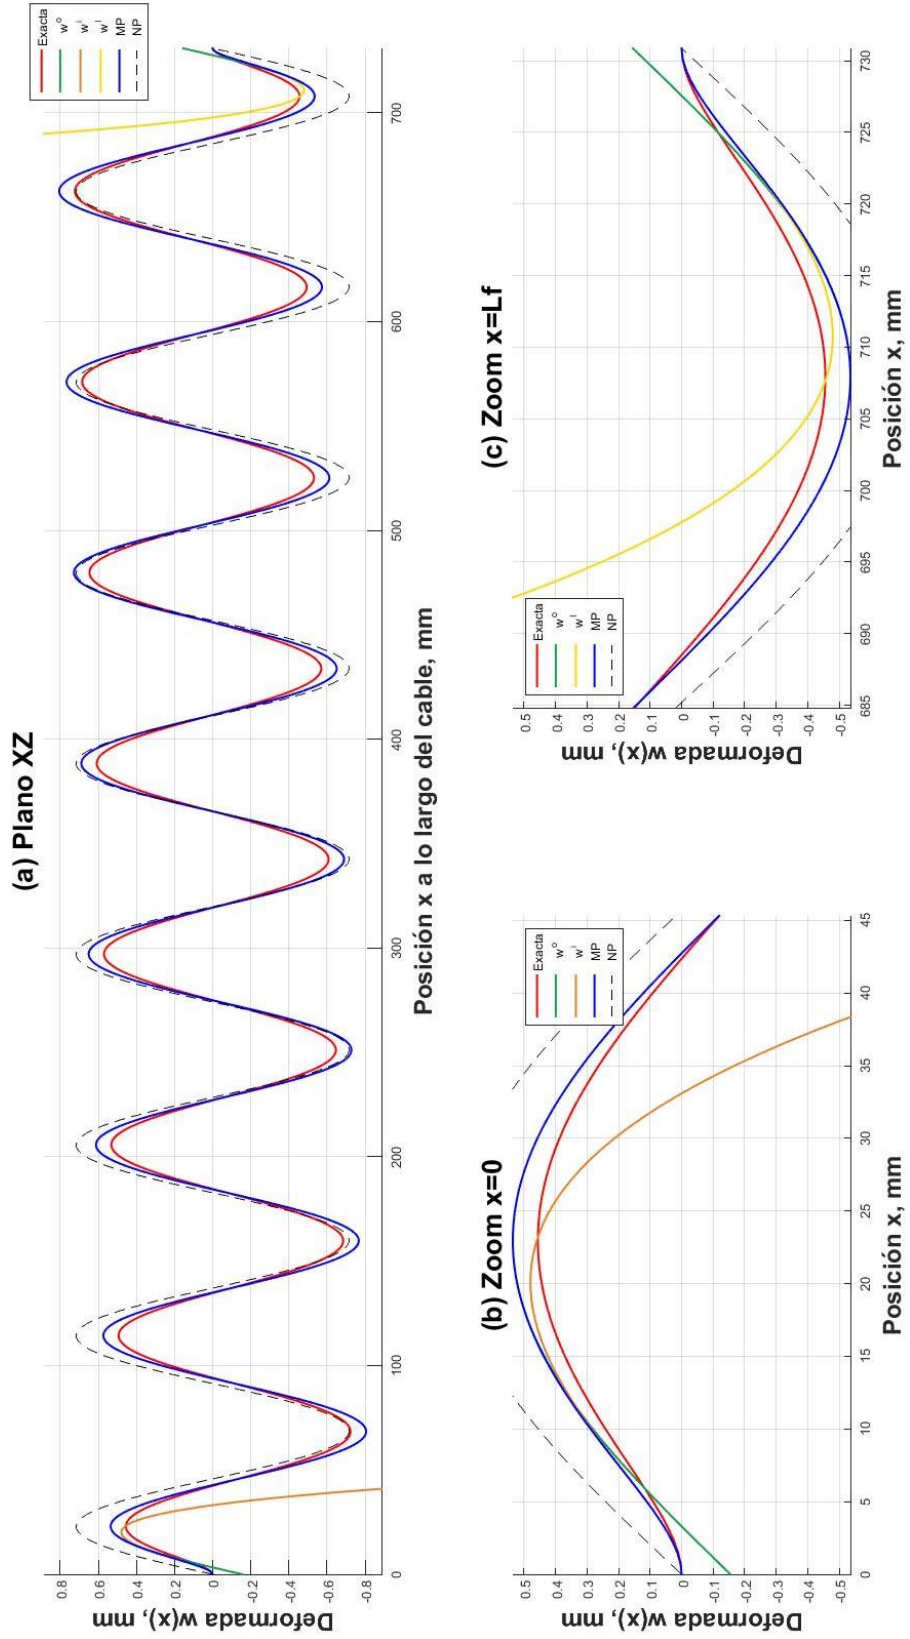 (a) Plano XZ
Deformada w(x), mm
0.8
0.6
0.4
0.2
0
-0.2
-0.4
-0.6
-0.8
0
100
200
300
400
500
600
700
Posición x a lo largo del cable, mm
Exacta
w^o
w^i
w^l
MP
NP
(b) Zoom x=0
Deformada w(x), mm
0.5
0.4
0.3
0.2
0.1
0
-0.1
-0.2
-0.3
-0.4
-0.5
0
5
10
15
20
25
30
35
40
45
Posición x, mm
Exacta
w^o
w^i
MP
NP
(c) Zoom x=Lf
Deformada w(x), mm
0.5
0.4
0.3
0.2
0.1
0
-0.1
-0.2
-0.3
-0.4
-0.5
685
690
695
700
705
710
715
720
725
730
Posición x, mm
Exacta
w^o
w^l
MP
NP